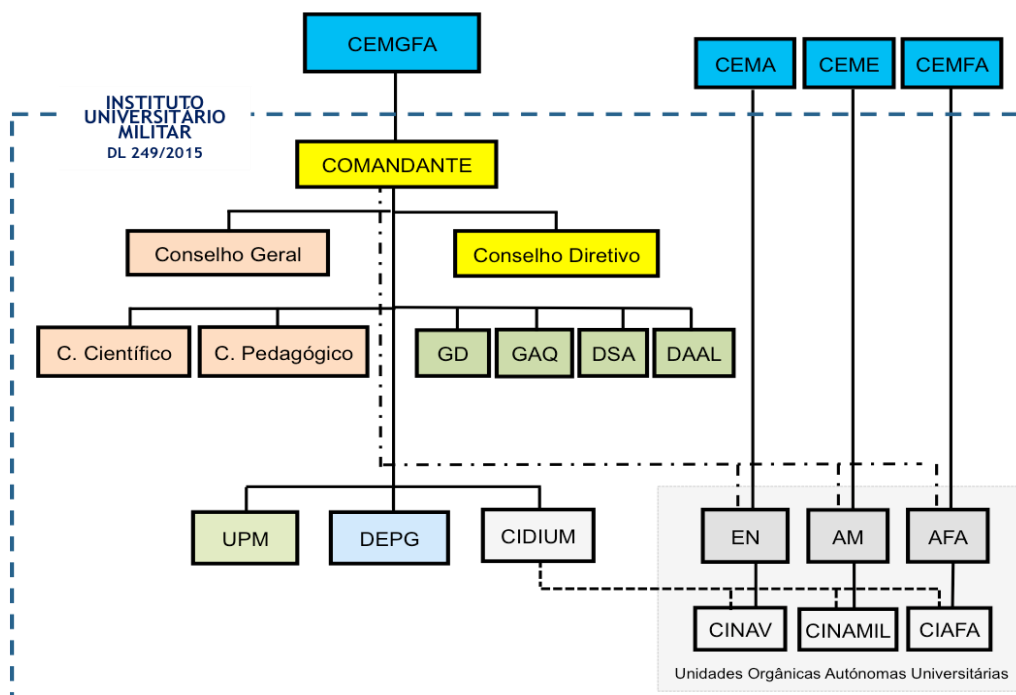 CEMGFA
CEMA
CEME
CEMFA
INSTITUTO
UNIVERSITÁRIO
MILITAR
DL 249/2015
COMANDANTE
Conselho Geral
Conselho Diretivo
C. Científico
C. Pedagógico
GD
GAQ
DSA
DAAL
UPM
DEPG
CIDIUM
EN
AM
AFA
CINAV
CINAMIL
CIAFA
Unidades Orgânicas Autónomas Universitárias